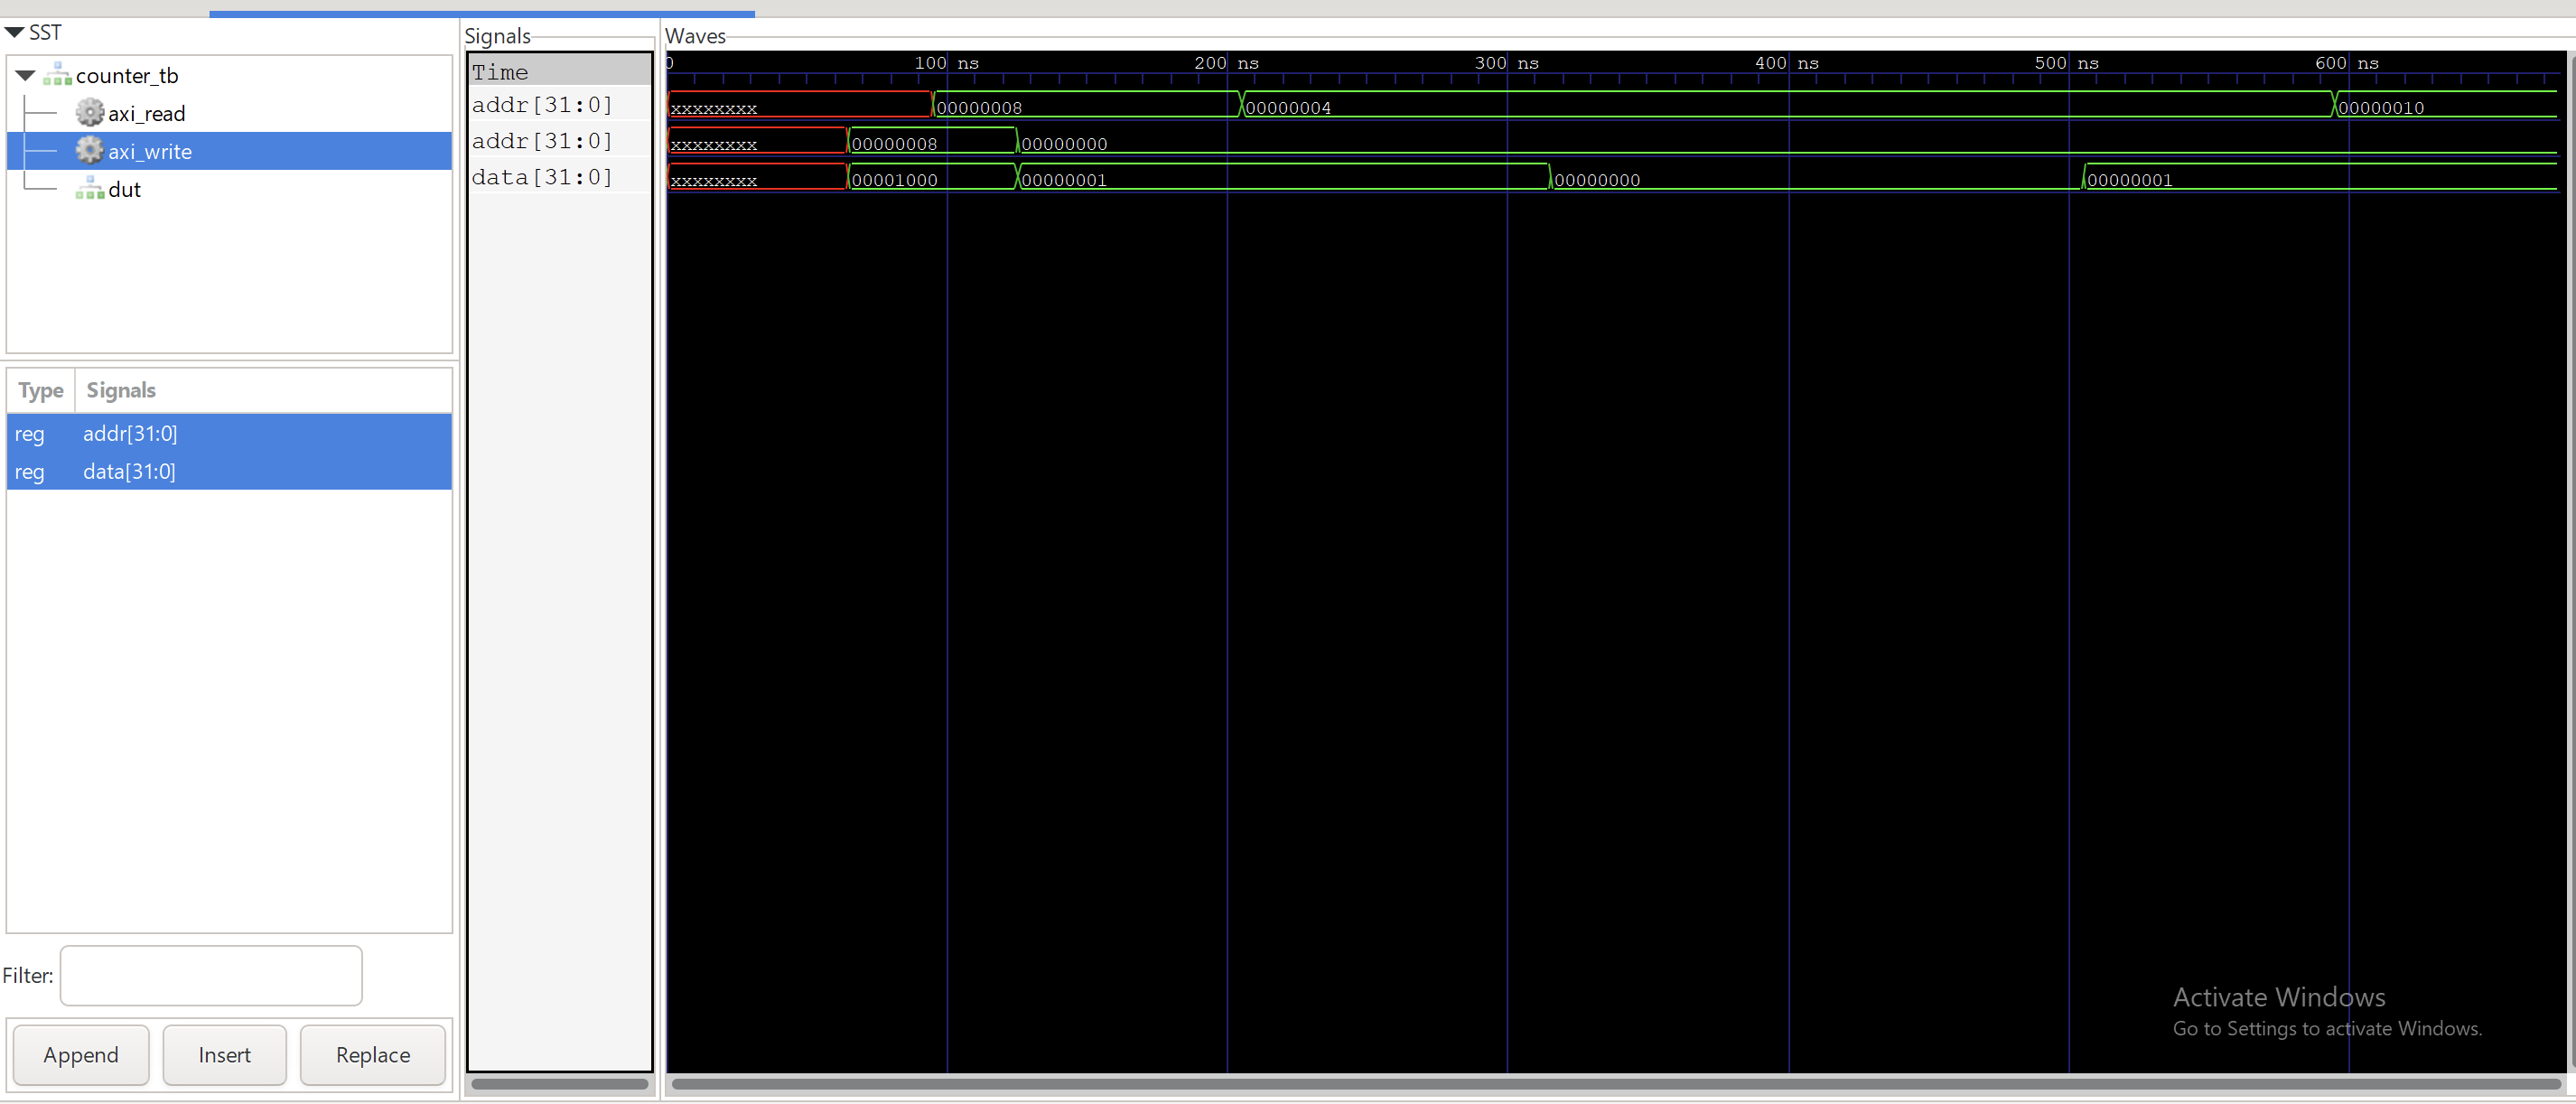 SST
counter_tb
axi_read
axi_write
dut
Type Signals
reg addr[31:0]
reg data[31:0]
Filter:
Append Insert Replace
Signals
Time
addr[31:0]
addr[31:0]
data[31:0]
Waves
0 100 ns 200 ns 300 ns 400 ns 500 ns 600 ns
xxxxxxxx 00000008 00000004 00000010
xxxxxxxx 00000008 00000000
xxxxxxxx 00001000 00000001 00000000 00000001
Activate Windows
Go to Settings to activate Windows.